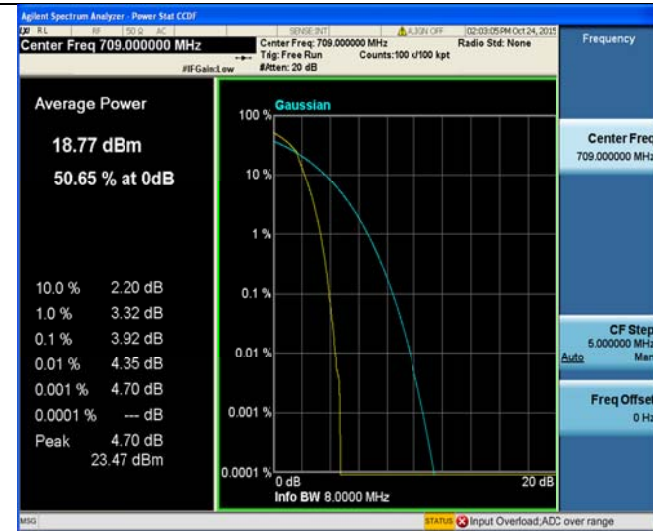 Agilent Spectrum Analyzer - Power Stat CCDF
RL RF 50 Ω AC SENSE:INT ALIGN OFF 02:03:05 PM Oct 24, 2015
Center Freq 709.000000 MHz
Center Freq: 709.000000 MHz Radio Std: None
Trig: Free Run Counts:100 k/100 kpt
#IFGain:Low #Atten: 20 dB
Frequency
Average Power
18.77 dBm
50.65 % at 0dB
10.0 % 2.20 dB
1.0 % 3.32 dB
0.1 % 3.92 dB
0.01 % 4.35 dB
0.001 % 4.70 dB
0.0001 % --- dB
Peak 4.70 dB
23.47 dBm
Gaussian
100 %
10 %
1 %
0.1 %
0.01 %
0.001 %
0.0001 %
0 dB 20 dB
Info BW 8.0000 MHz
Center Freq
709.000000 MHz
CF Step
5.000000 MHz
Auto Man
Freq Offset
0 Hz
MSG STATUS Input Overload;ADC over range